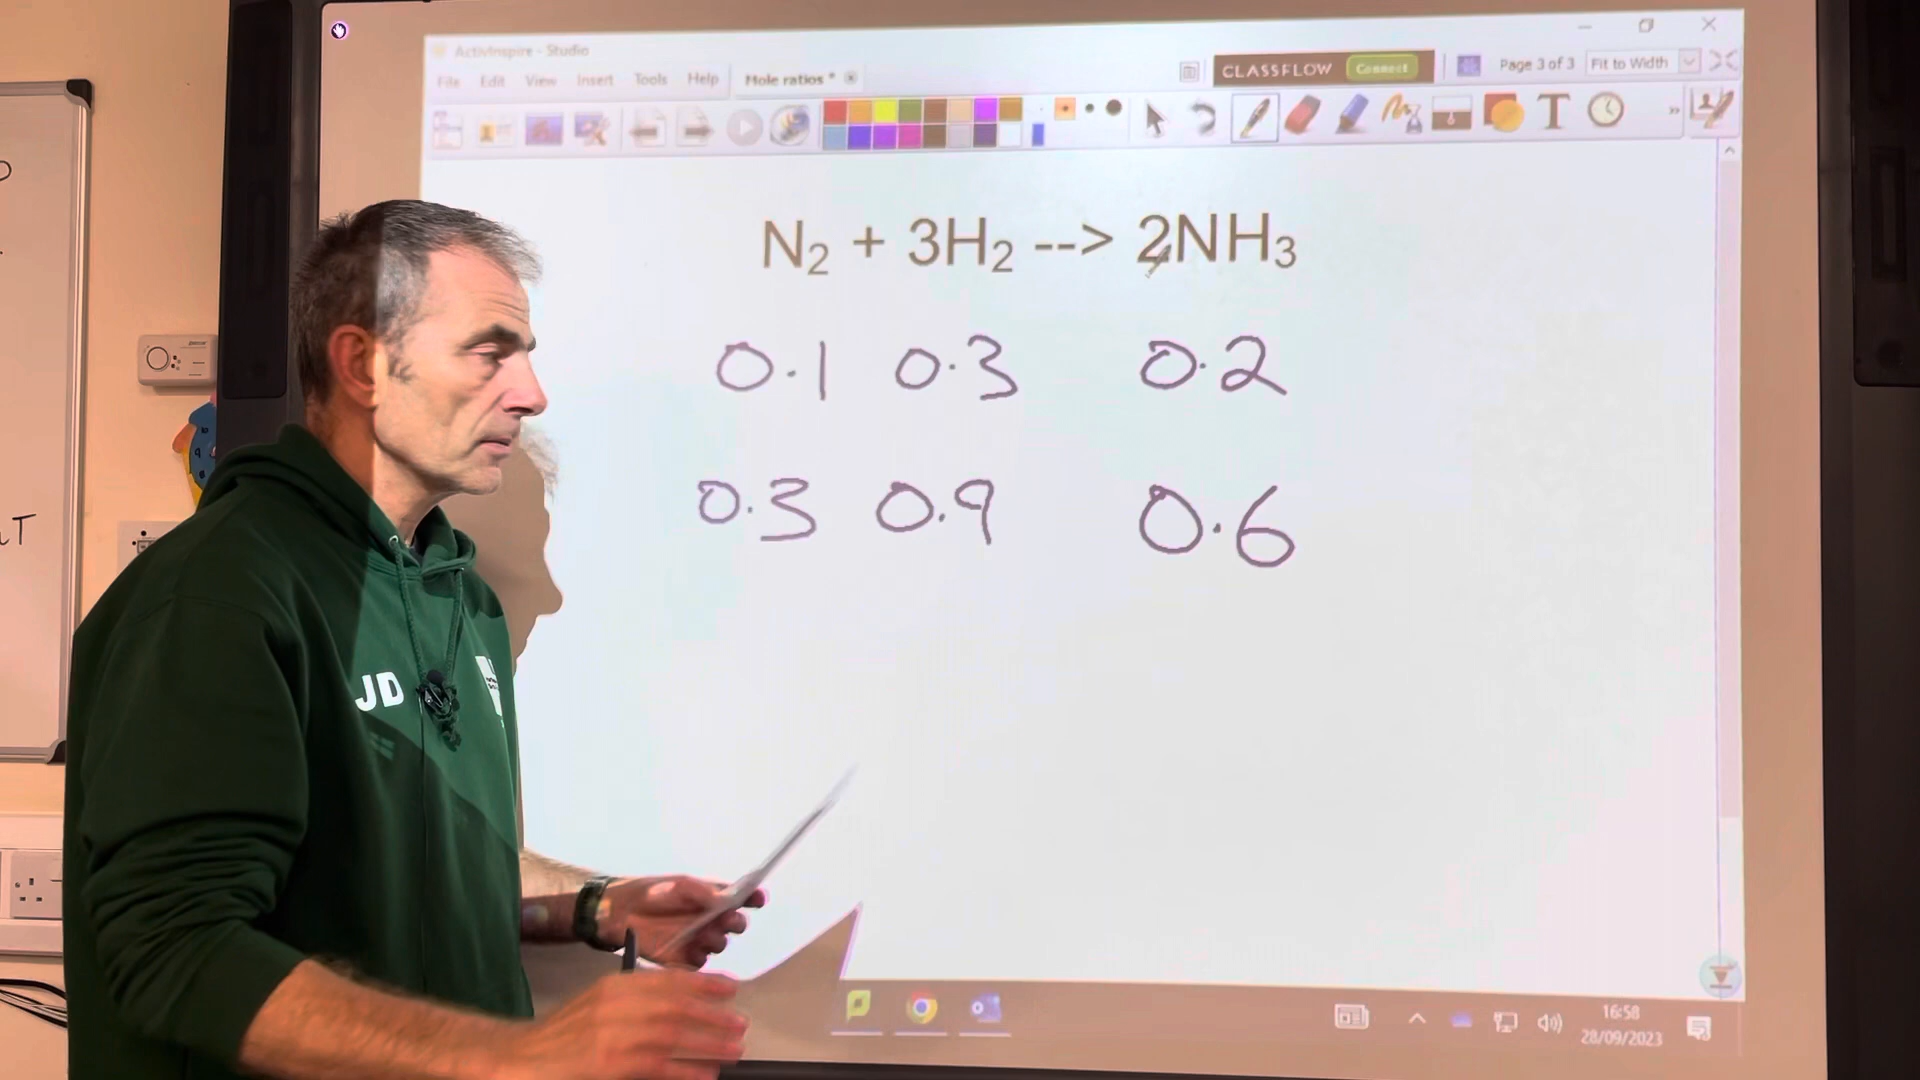 ActivInspire - Studio
File Edit View Insert Tools Help Mole ratios *
CLASSFLOW Connect Page 3 of 3 Fit to Width
T
N2 + 3H2 --> 2NH3
0.1 0.3 0.2
0.3 0.9 0.6
JD
16:58
28/09/2023